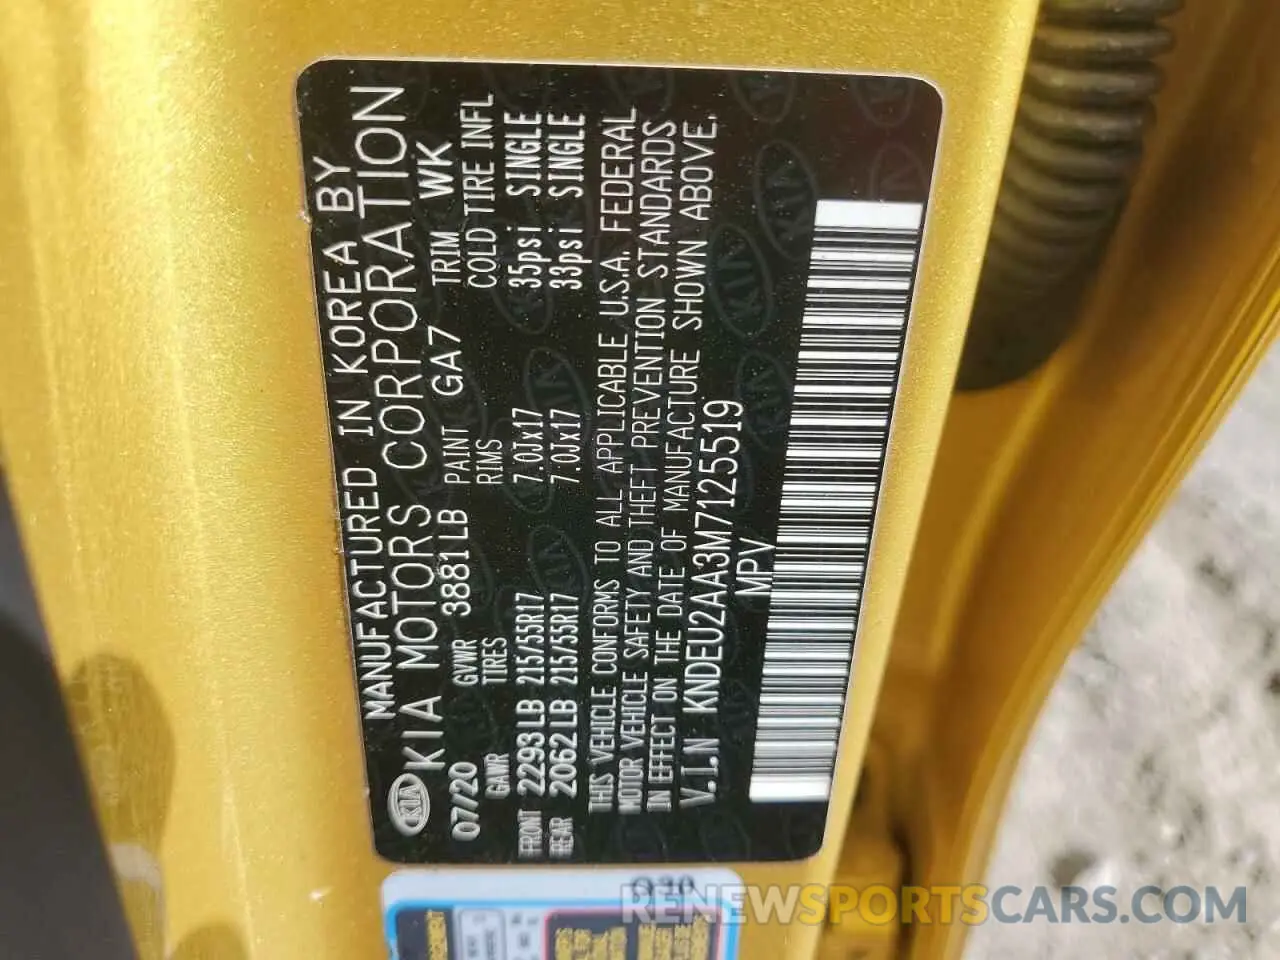 MANUFACTURED IN KOREA BY
KIA KIA MOTORS CORPORATION
07/20 GVWR 3881LB PAINT GA7 TRIM WK
GAWR TIRES RIMS COLD TIRE INFL
FRONT 2293LB 215/55R17 7.0Jx17 35psi SINGLE
REAR 2062LB 215/55R17 7.0Jx17 33psi SINGLE
THIS VEHICLE CONFORMS TO ALL APPLICABLE U.S.A. FEDERAL
MOTOR VEHICLE SAFETY AND THEFT PREVENTION STANDARDS
IN EFFECT ON THE DATE OF MANUFACTURE SHOWN ABOVE.
V.I.N KNDEU2AA3M7125519
MPV
RENEWSPORTSCARS.COM